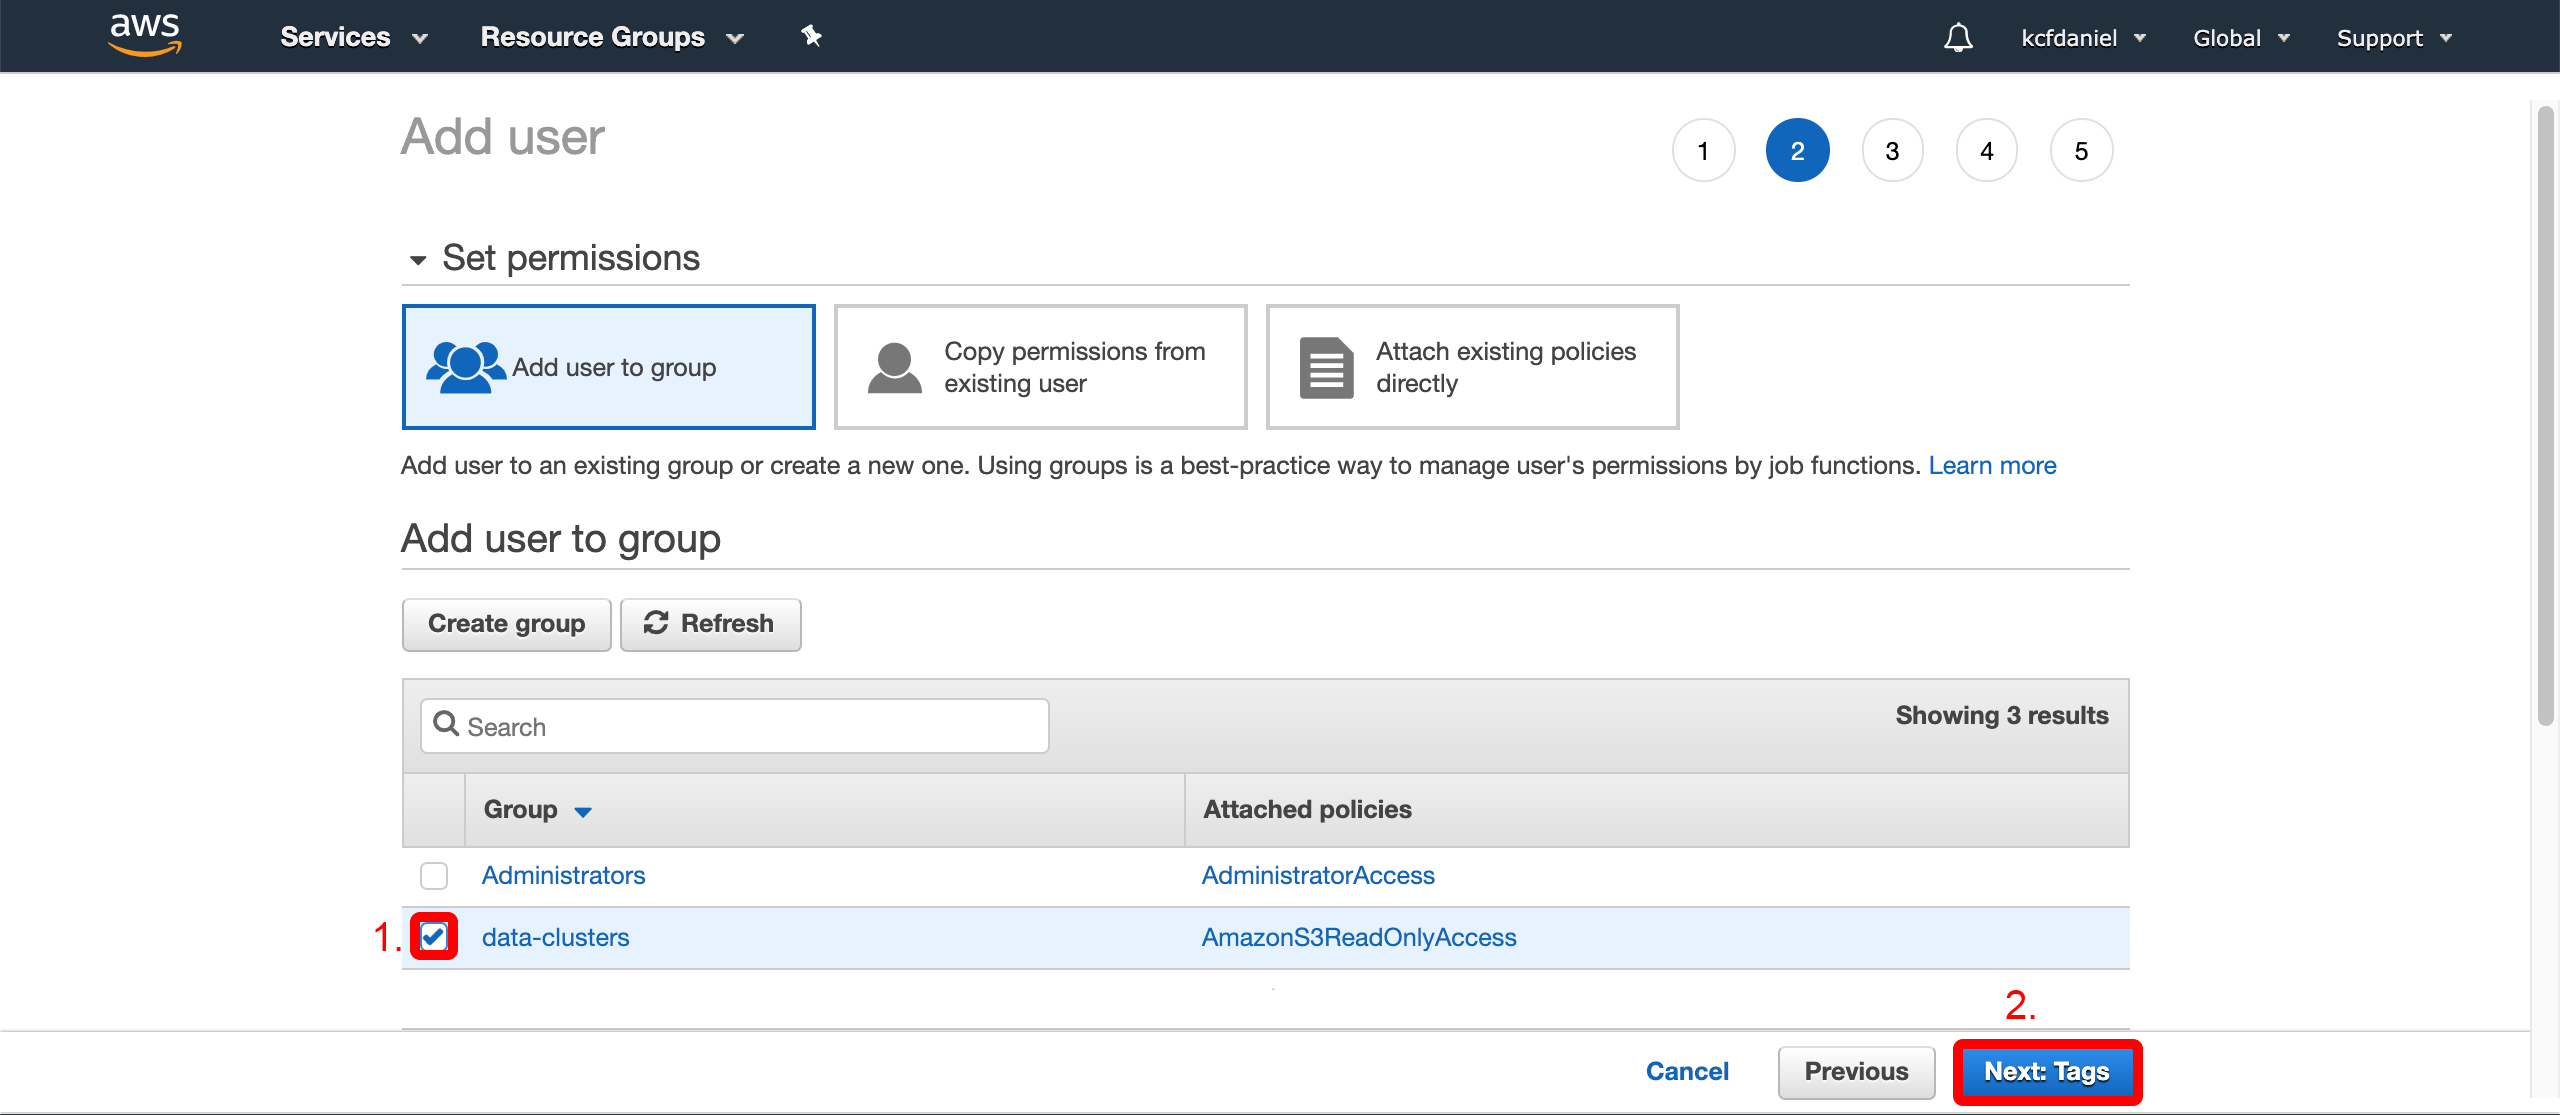 aws Services Resource Groups kcfdaniel Global Support
Add user
1 2 3 4 5
Set permissions
Add user to group
Copy permissions from
existing user
Attach existing policies
directly
Add user to an existing group or create a new one. Using groups is a best-practice way to manage user's permissions by job functions. Learn more
Add user to group
Create group Refresh
Search Showing 3 results
Group Attached policies
Administrators AdministratorAccess
1. data-clusters AmazonS3ReadOnlyAccess
2.
Cancel Previous Next: Tags